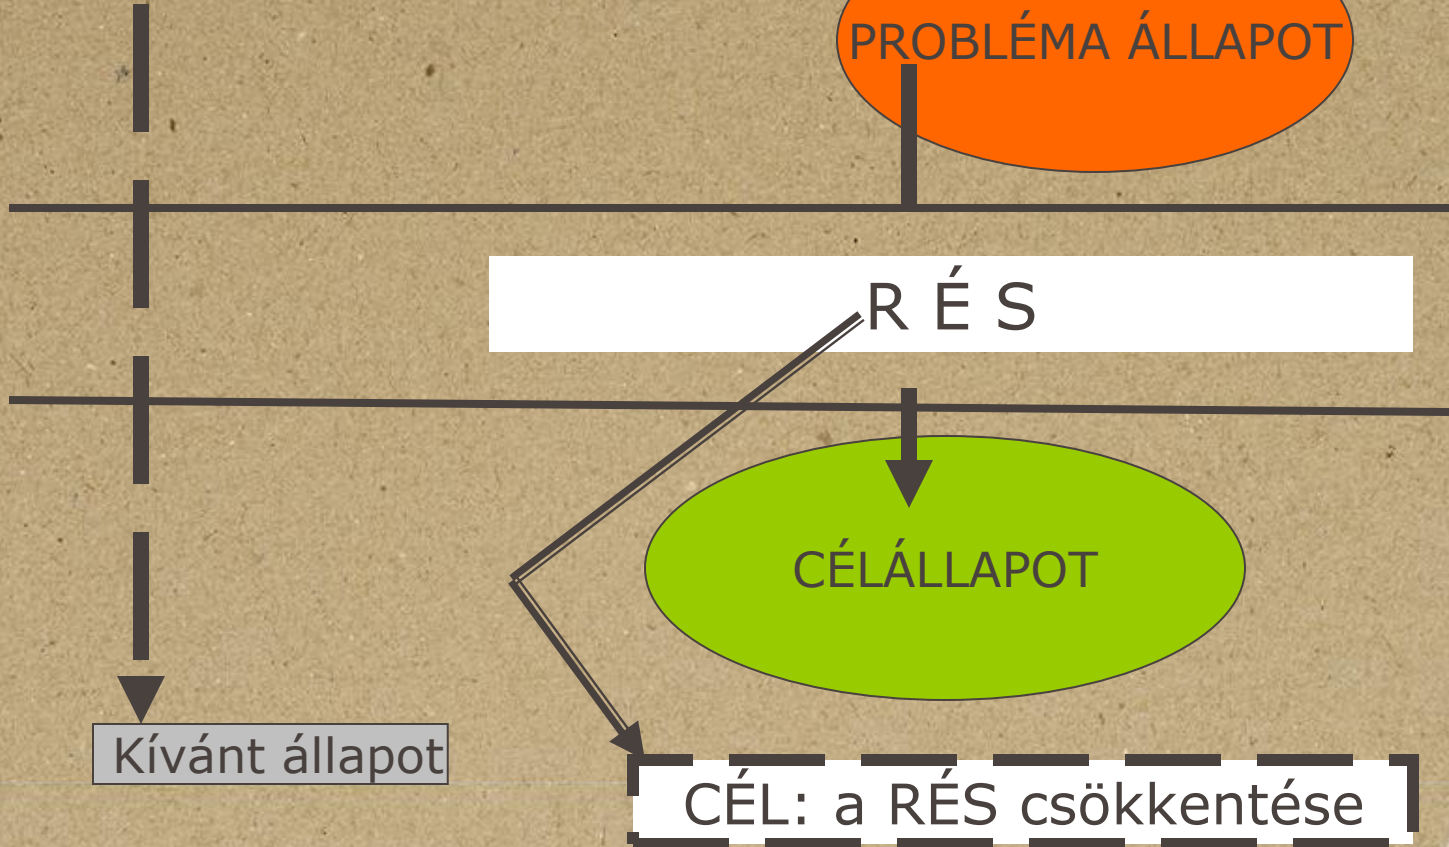 PROBLÉMA ÁLLAPOT
R É S
CÉLÁLLAPOT
Kívánt állapot
CÉL: a RÉS csökkentése